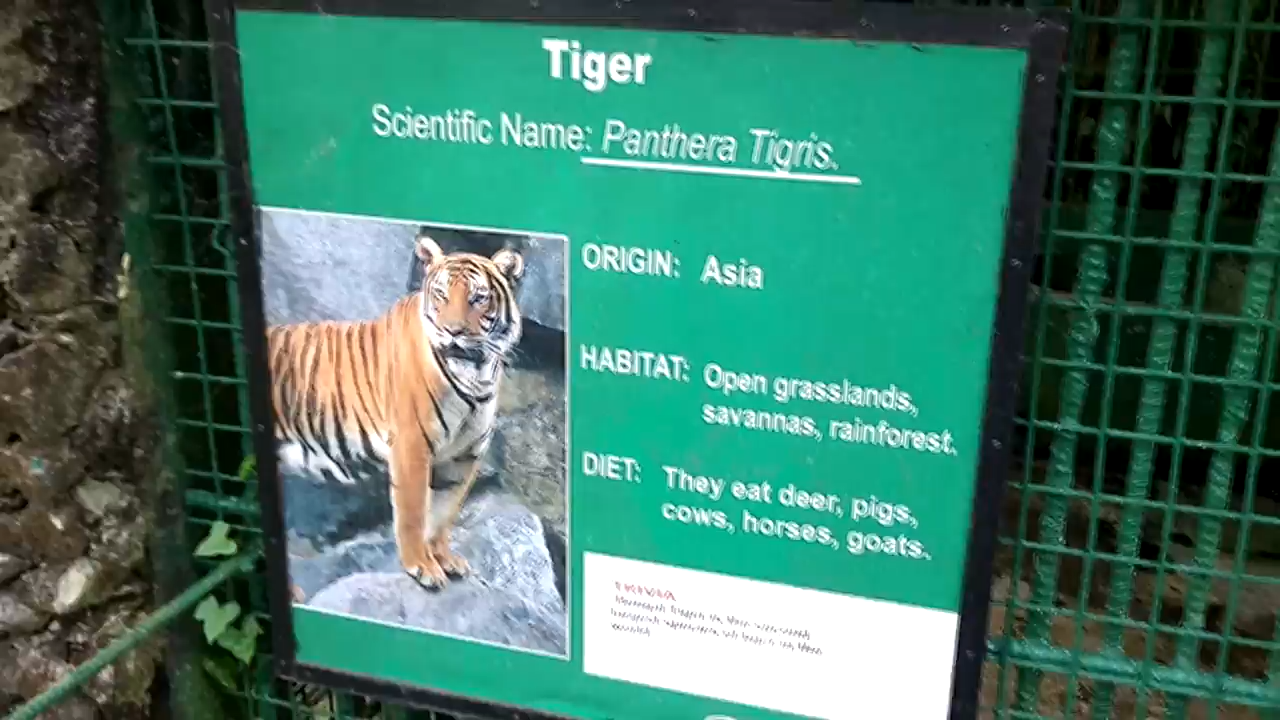 Tiger
Scientific Name: Panthera Tigris.
ORIGIN: Asia
HABITAT: Open grasslands,
savannas, rainforest.
DIET: They eat deer, pigs,
cows, horses, goats.
TRIVIA